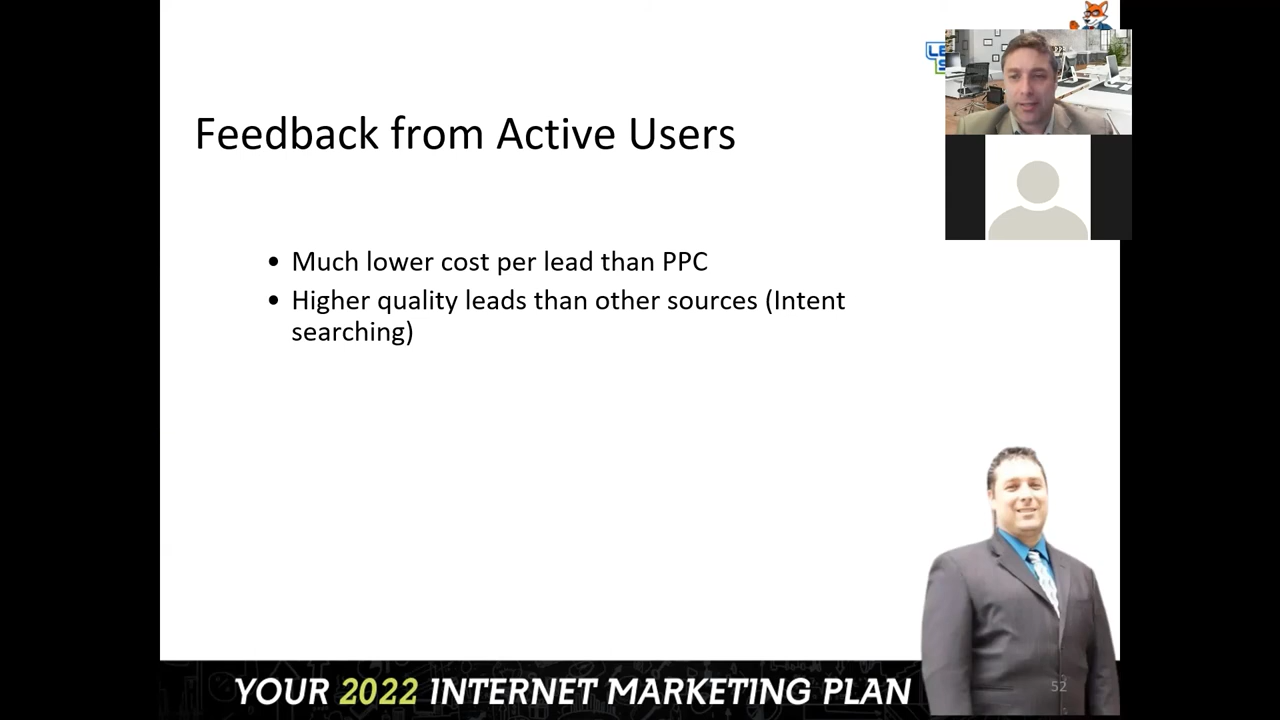 Feedback from Active Users
• Much lower cost per lead than PPC
• Higher quality leads than other sources (Intent
searching)
YOUR 2022 INTERNET MARKETING PLAN
52